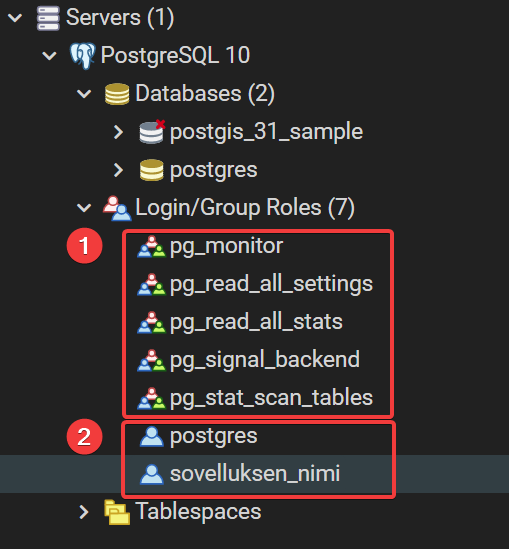 Servers (1)
PostgreSQL 10
Databases (2)
postgis_31_sample
postgres
Login/Group Roles (7)
1 pg_monitor
pg_read_all_settings
pg_read_all_stats
pg_signal_backend
pg_stat_scan_tables
2 postgres
sovelluksen_nimi
Tablespaces